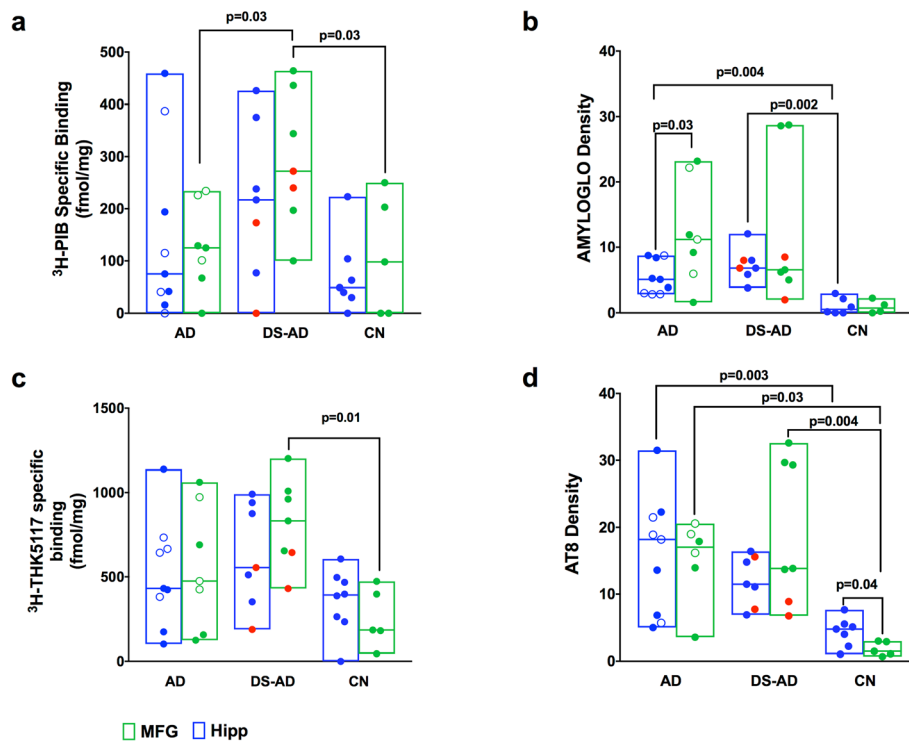 a
p=0.03
p=0.03
³H-PIB Specific Binding
(fmol/mg)
500
400
300
200
100
0
AD
DS-AD
CN
b
p=0.004
p=0.002
p=0.03
AMYLOGLO Density
40
30
20
10
0
AD
DS-AD
CN
c
p=0.01
³H-THK5117 specific
binding
(fmol/mg)
1500
1000
500
0
AD
DS-AD
CN
d
p=0.003
p=0.03
p=0.004
p=0.04
AT8 Density
40
30
20
10
0
AD
DS-AD
CN
MFG
Hipp